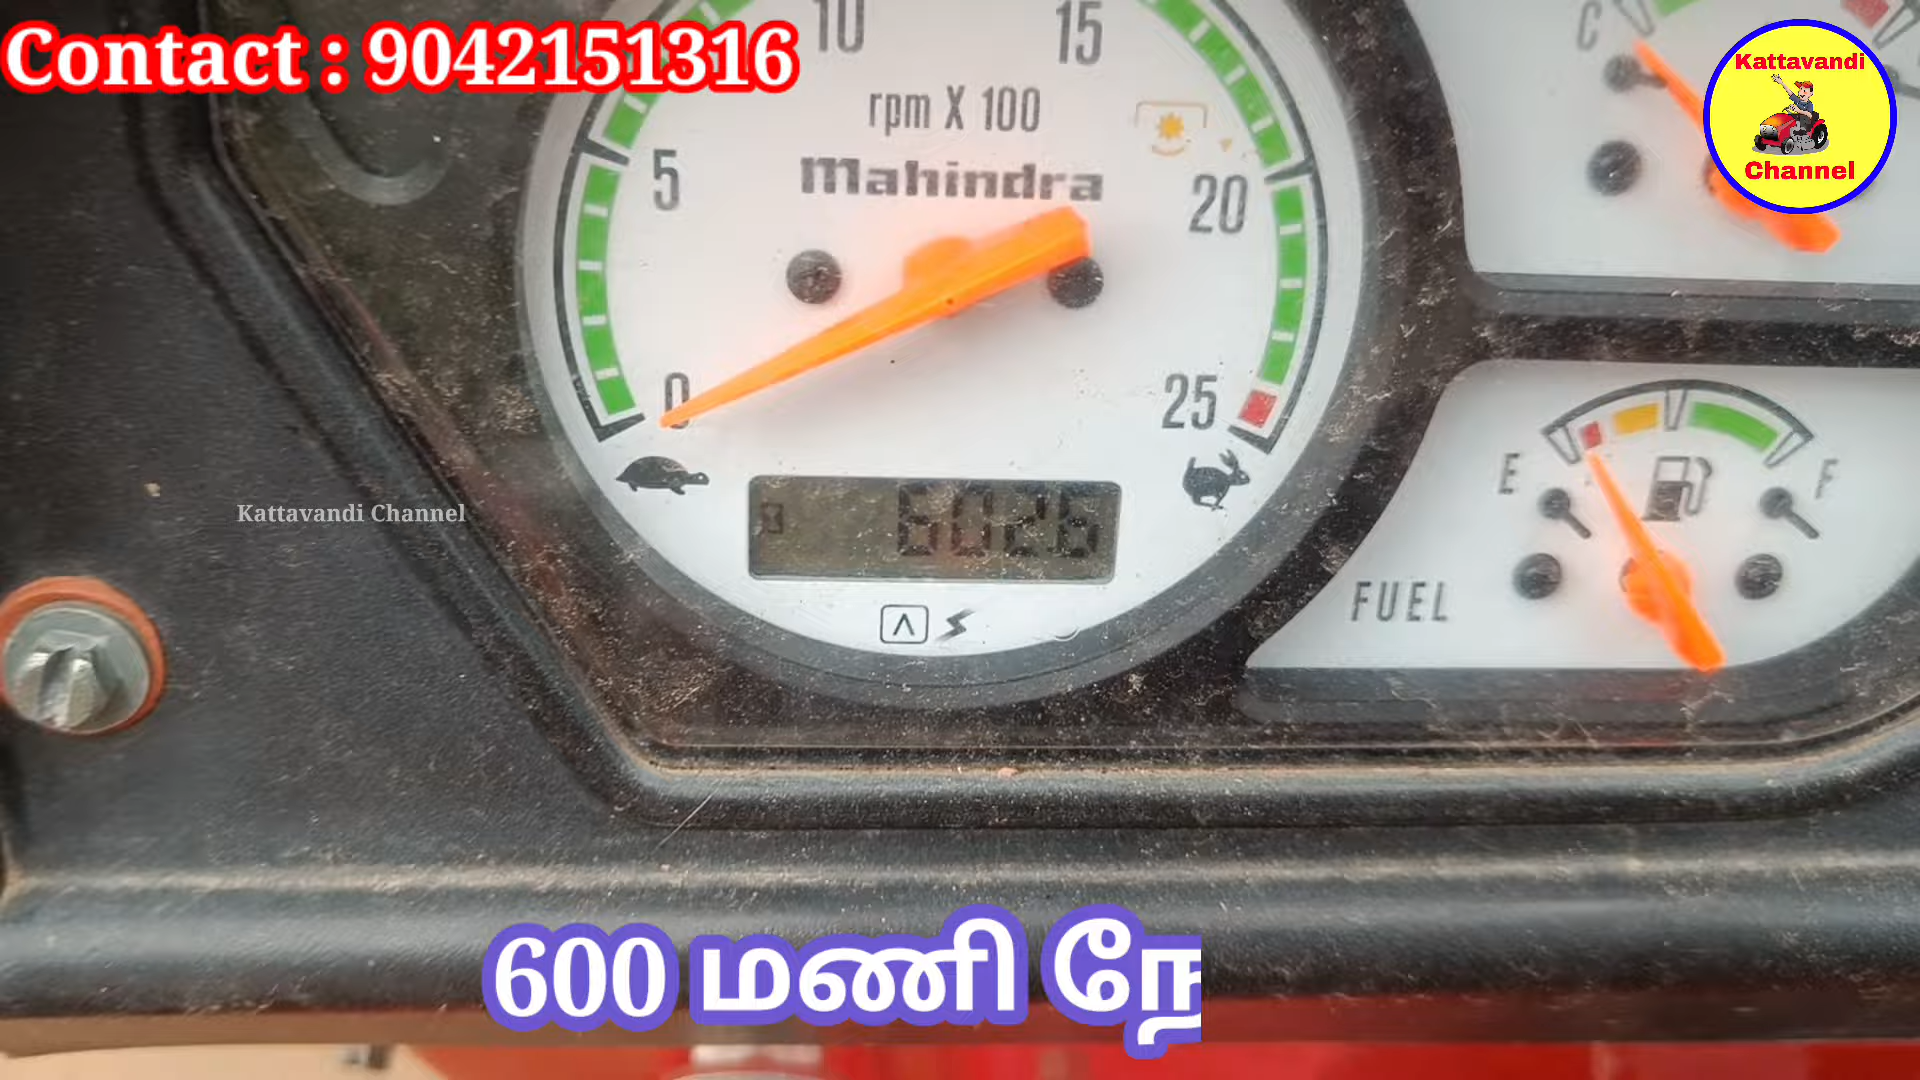 Contact : 9042151316
10
15
rpm X 100
5
Mahindra
20
0
25
6026
C
Kattavandi
Channel
E
F
FUEL
Kattavandi Channel
600 மணி நே